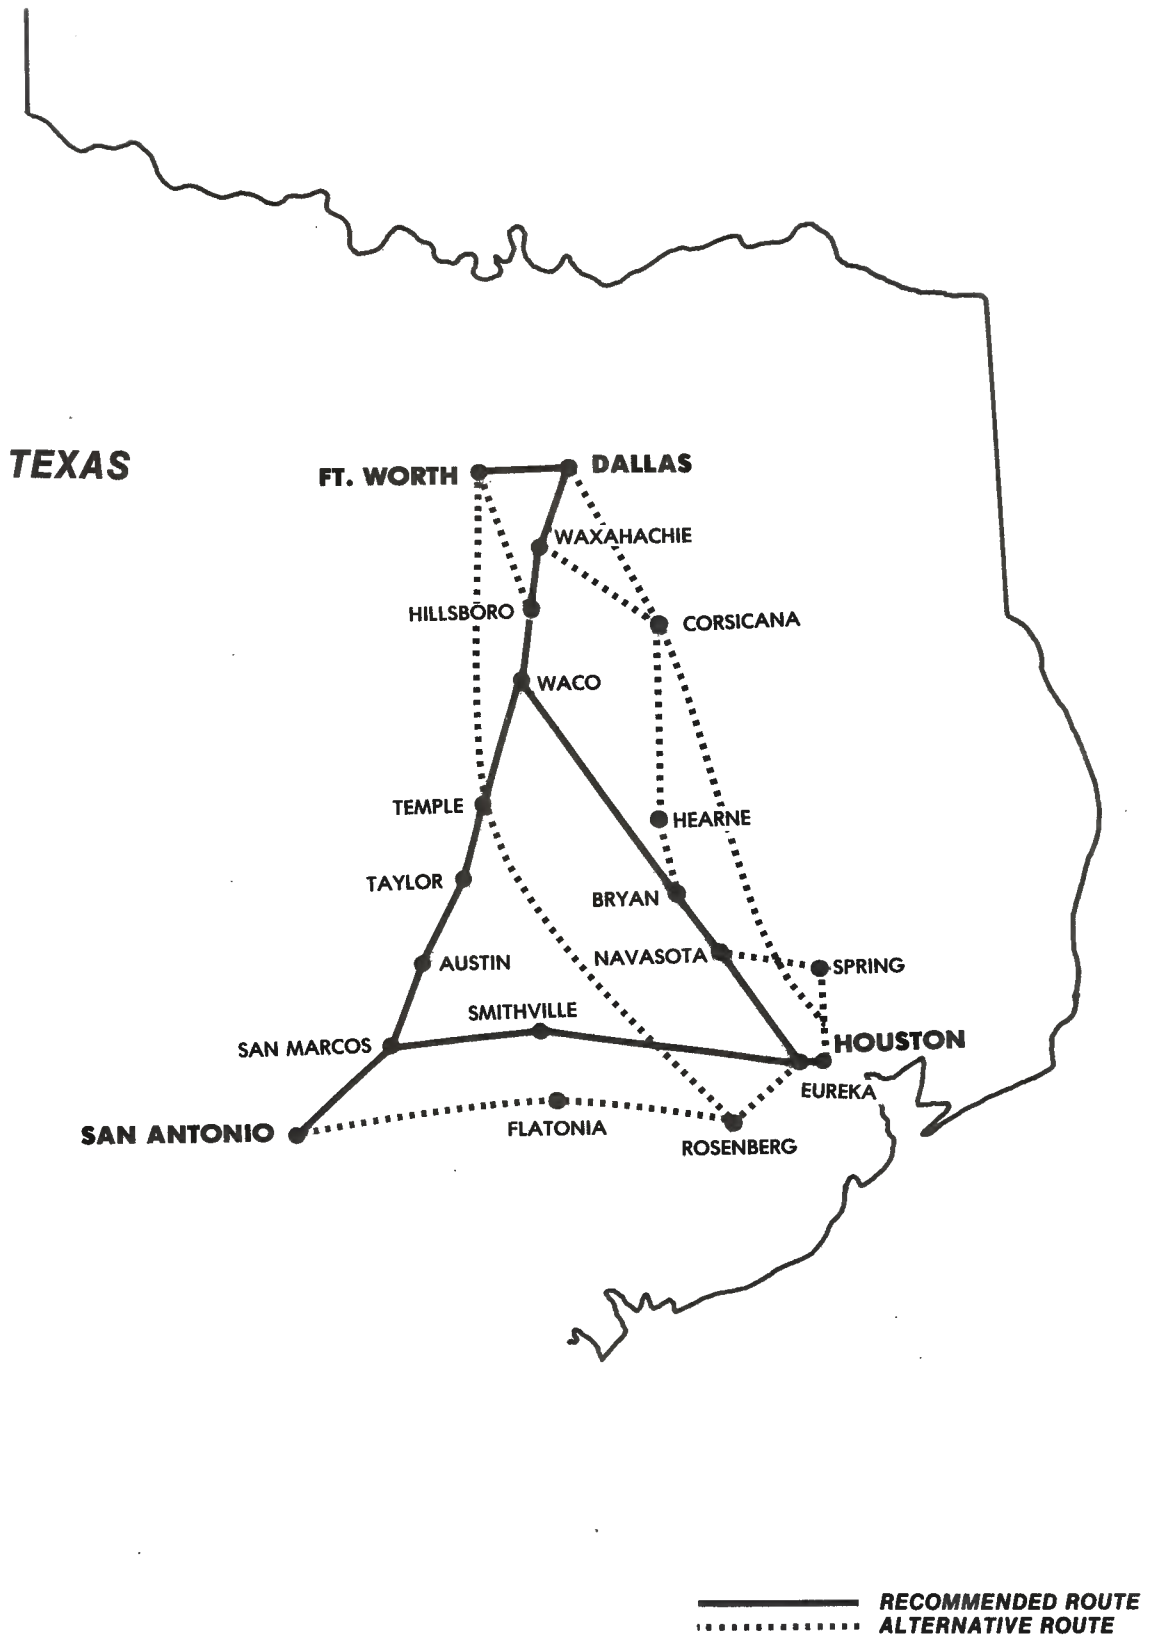 TEXAS
FT. WORTH
DALLAS
WAXAHACHIE
HILLSBORO
CORSICANA
WACO
TEMPLE
HEARNE
TAYLOR
BRYAN
AUSTIN
NAVASOTA
SPRING
SMITHVILLE
SAN MARCOS
HOUSTON
EUREKA
SAN ANTONIO
FLATONIA
ROSENBERG
RECOMMENDED ROUTE
ALTERNATIVE ROUTE